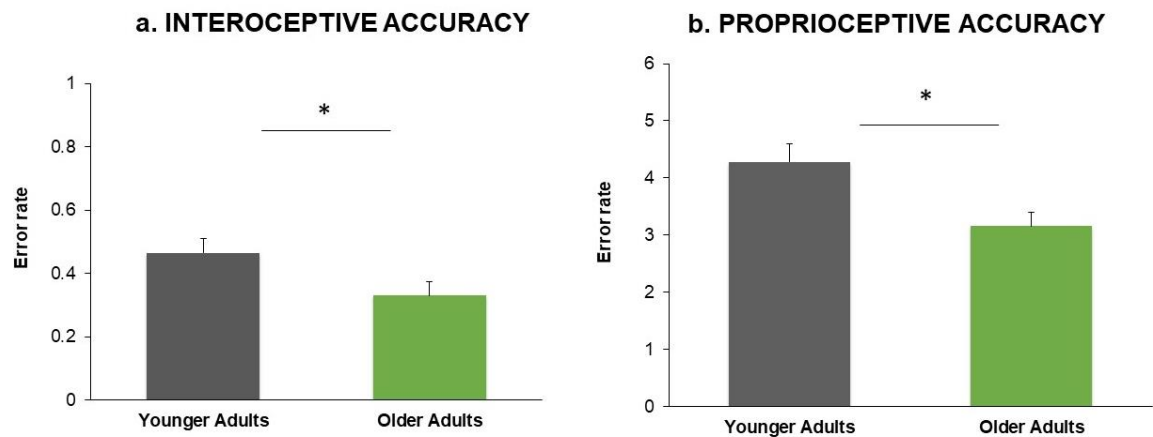 a. INTEROCEPTIVE ACCURACY
1
*
0.8
0.6
Error rate
0.4
0.2
0
Younger Adults
Older Adults
b. PROPRIOCEPTIVE ACCURACY
6
*
5
4
Error rate
3
2
1
0
Younger Adults
Older Adults